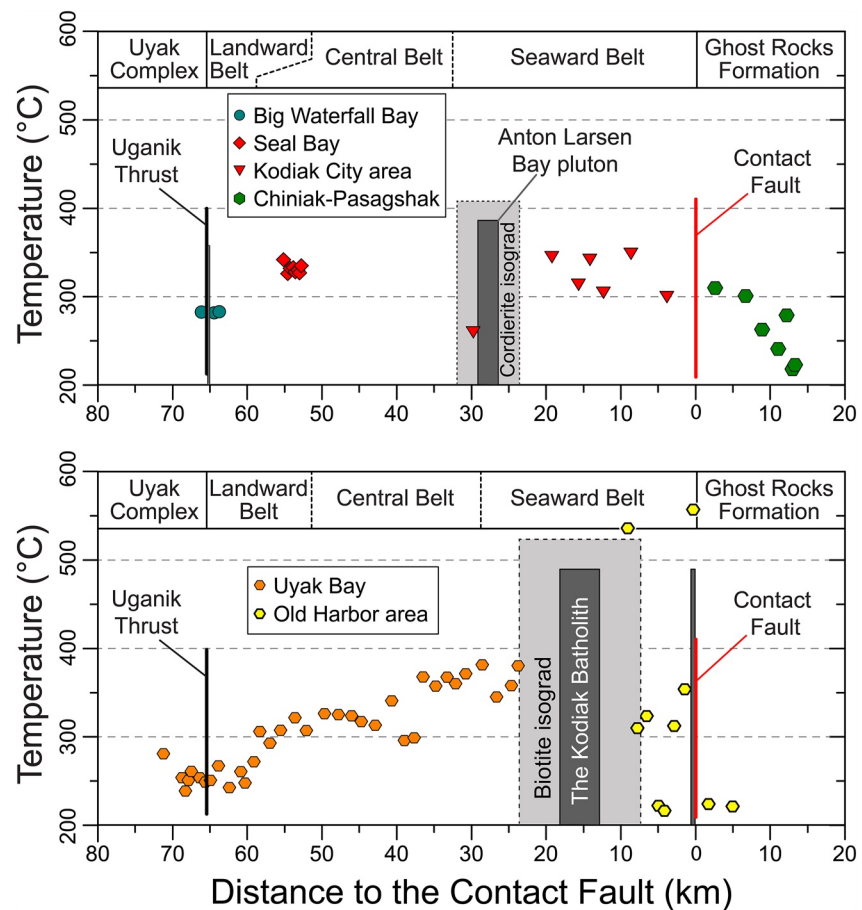 600
Uyak
Complex
Landward
Belt
Central Belt
Seaward Belt
Ghost Rocks
Formation
500
Big Waterfall Bay
Seal Bay
Kodiak City area
Chiniak-Pasagshak
Uganik
Thrust
Anton Larsen
Bay pluton
Contact
Fault
400
Cordierite isograd
300
200
Temperature (°C)
80 70 60 50 40 30 20 10 0 10 20
600
Uyak
Complex
Landward
Belt
Central Belt
Seaward Belt
Ghost Rocks
Formation
500
Uyak Bay
Old Harbor area
Uganik
Thrust
Contact
Fault
400
Biotite isograd
The Kodiak Batholith
300
200
Temperature (°C)
80 70 60 50 40 30 20 10 0 10 20
Distance to the Contact Fault (km)